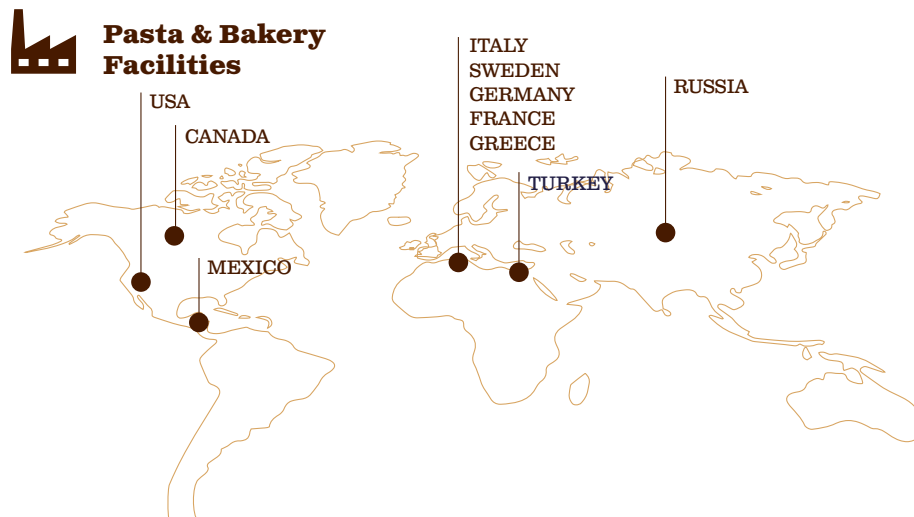 Pasta & Bakery
Facilities
USA
CANADA
MEXICO
ITALY
SWEDEN
GERMANY
FRANCE
GREECE
TURKEY
RUSSIA